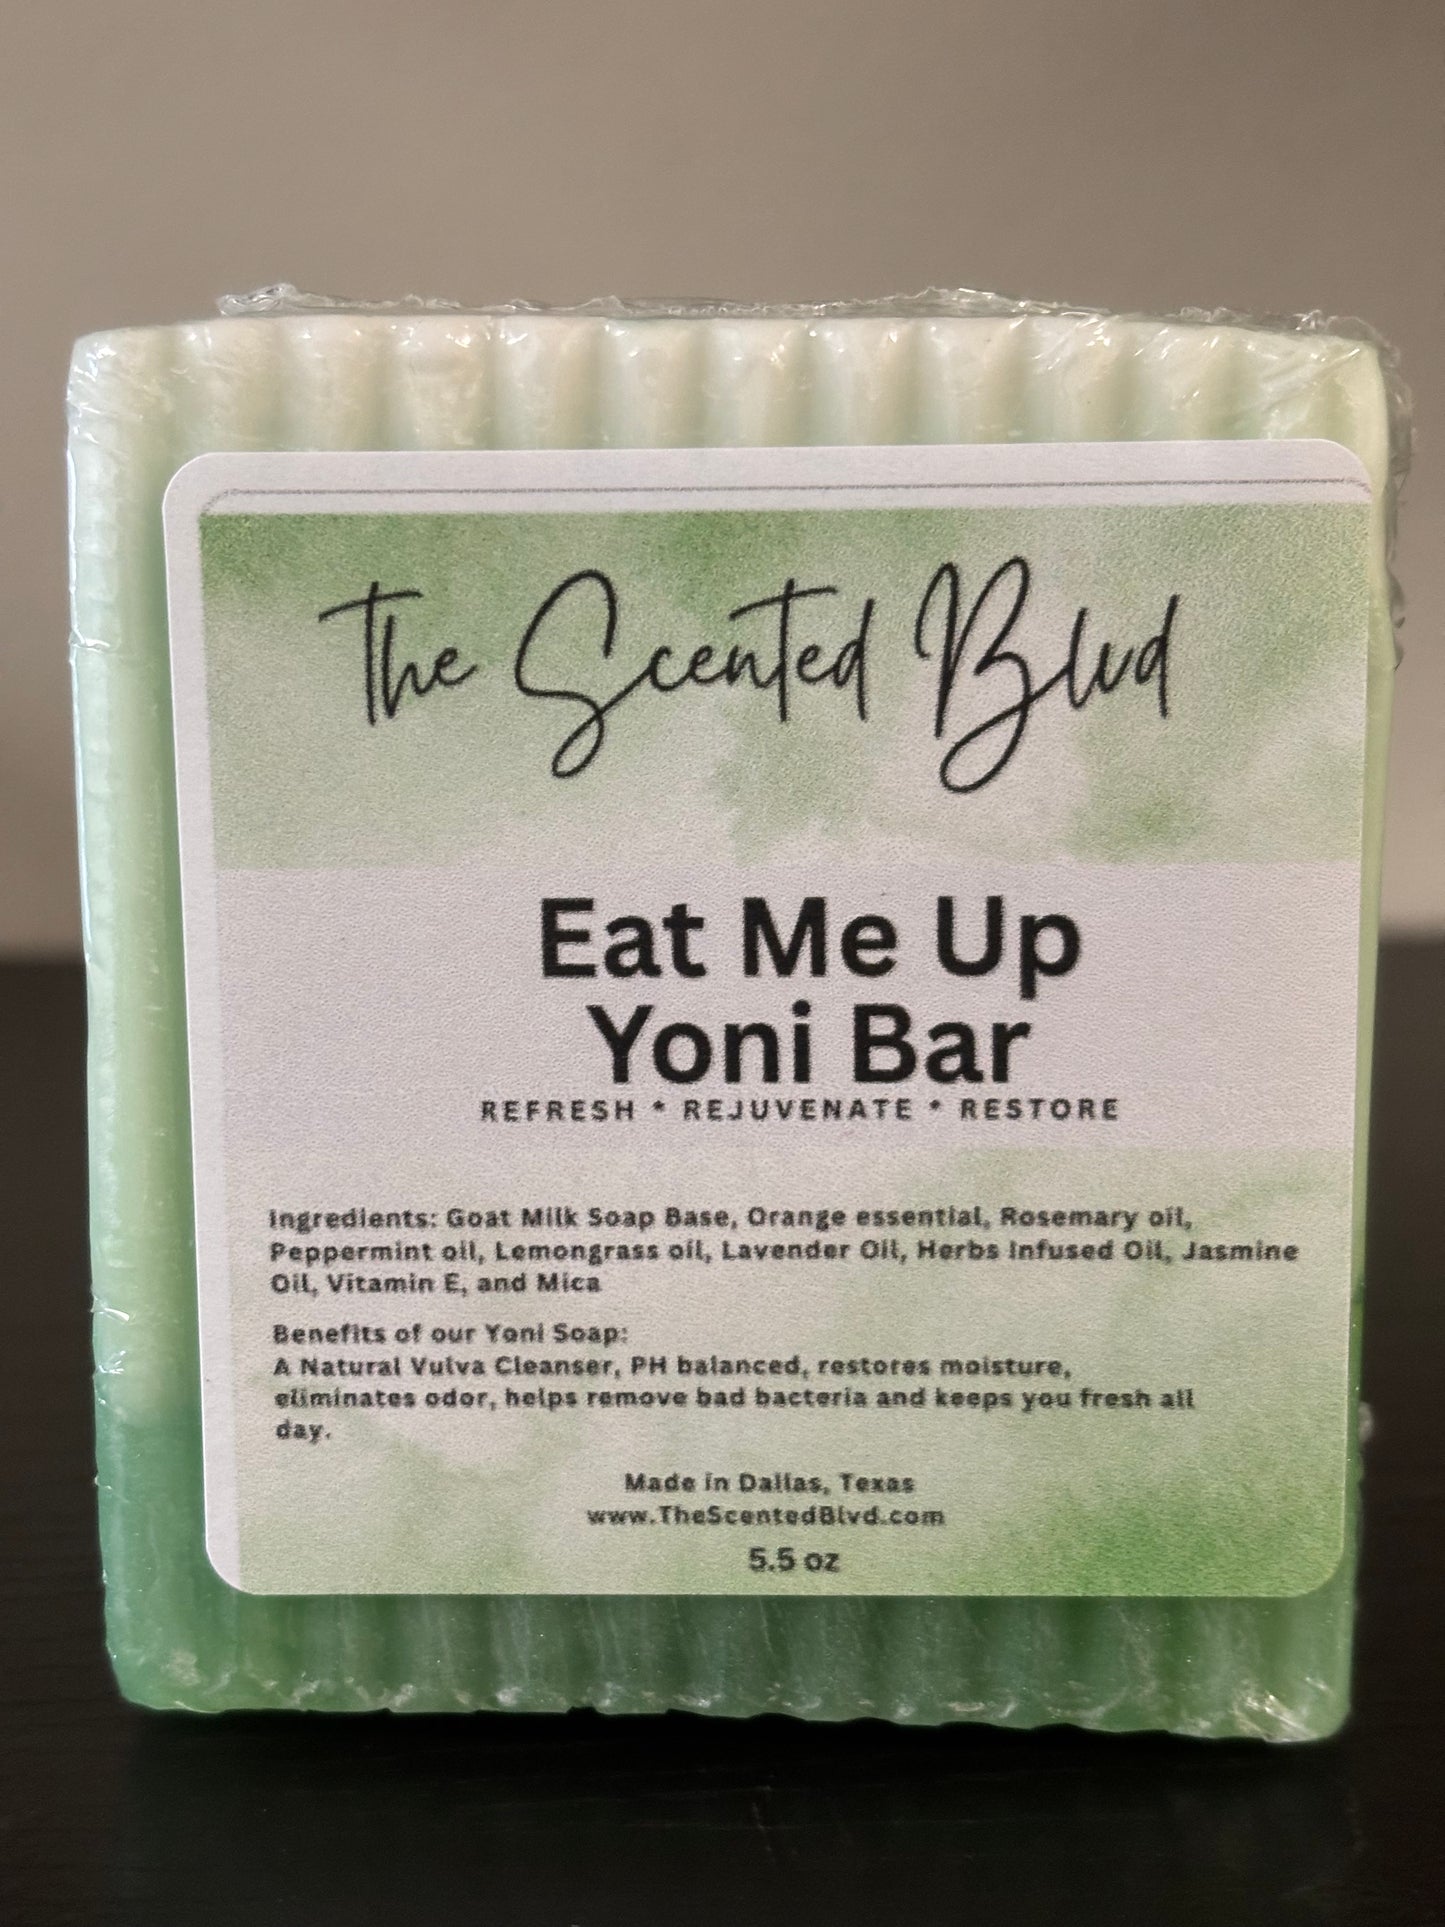 The Scented Blvd
Eat Me Up
Yoni Bar
REFRESH * REJUVENATE * RESTORE
Ingredients: Goat Milk Soap Base, Orange essential, Rosemary oil,
Peppermint oil, Lemongrass oil, Lavender Oil, Herbs Infused Oil, Jasmine
Oil, Vitamin E, and Mica
Benefits of our Yoni Soap:
A Natural Vulva Cleanser, PH balanced, restores moisture,
eliminates odor, helps remove bad bacteria and keeps you fresh all
day.
Made in Dallas, Texas
www.TheScentedBlvd.com
5.5 oz